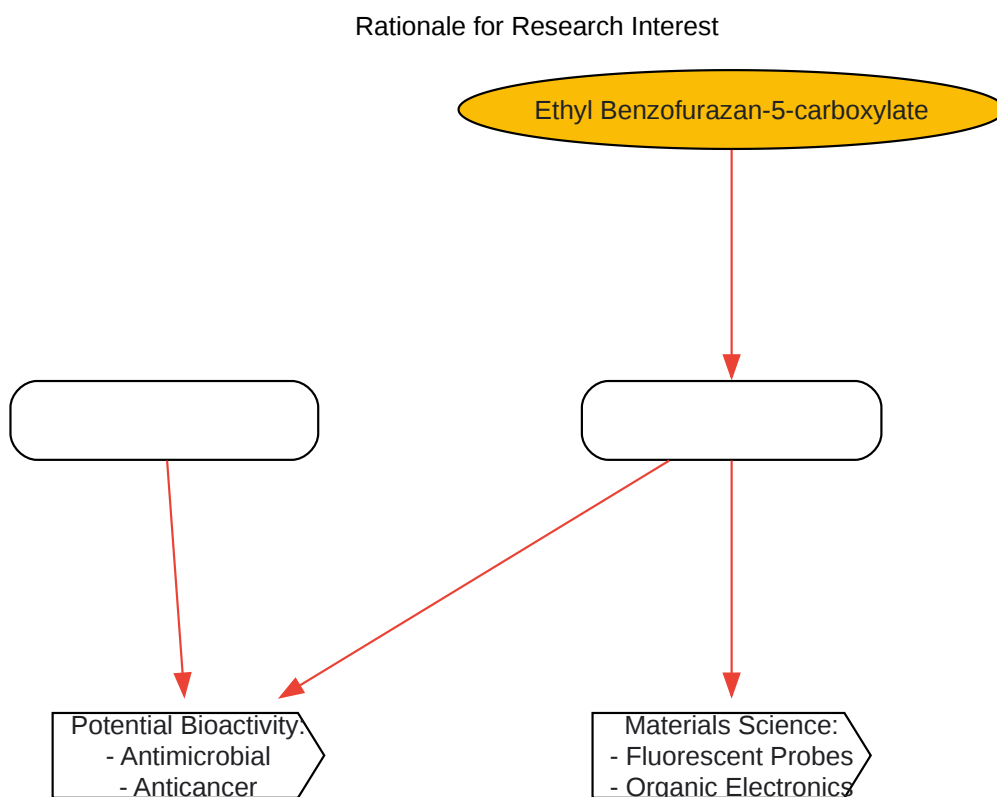 Rationale for Research Interest
Ethyl Benzofurazan-5-carboxylate
Potential Bioactivity:
- Antimicrobial
- Anticancer
Materials Science:
- Fluorescent Probes
- Organic Electronics